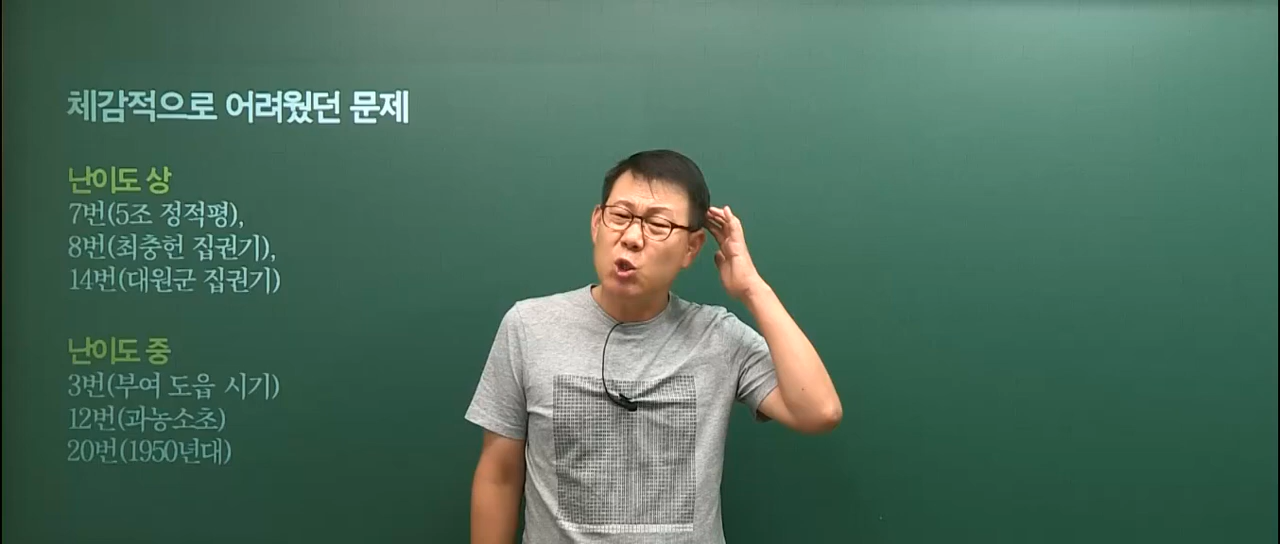 체감적으로 어려웠던 문제
난이도 상
7번(5조 정적평),
8번(최충헌 집권기),
14번(대원군 집권기)
난이도 중
3번(부여 도읍 시기)
12번(과농소초)
20번(1950년대)